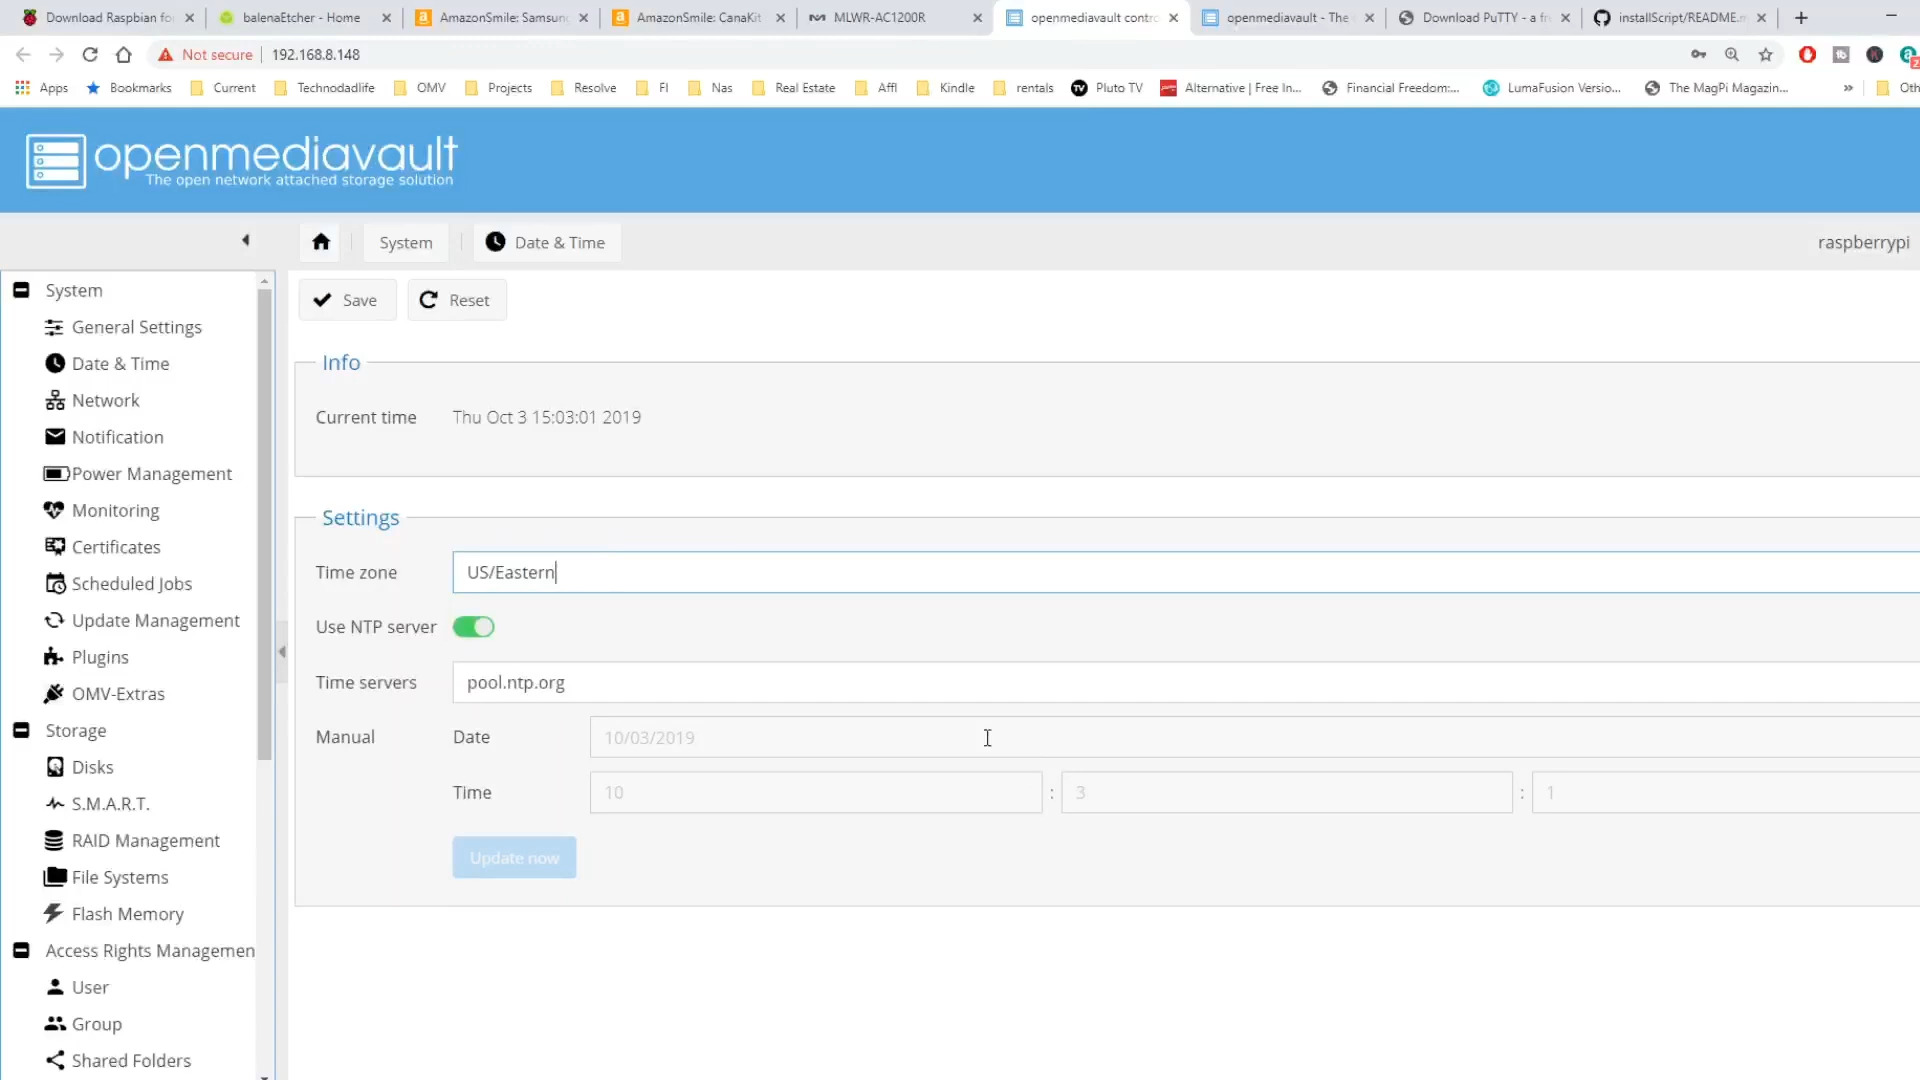 Download Raspbian fo
balenaEtcher - Home
AmazonSmile: Samsun
AmazonSmile: CanaKit
MLWR-AC1200R
openmediavault contro
openmediavault - The
Download PuTTY - a fr
installScript/README.m
Not secure 192.168.8.148
Apps Bookmarks Current Technodadlife OMV Projects Resolve FI Nas Real Estate Affl Kindle rentals Pluto TV Alternative | Free In... Financial Freedom:... LumaFusion Versio... The MagPi Magazin... » Oth
openmediavault
The open network attached storage solution
System Date & Time raspberrypi
System
General Settings
Date & Time
Network
Notification
Power Management
Monitoring
Certificates
Scheduled Jobs
Update Management
Plugins
OMV-Extras
Storage
Disks
S.M.A.R.T.
RAID Management
File Systems
Flash Memory
Access Rights Managemen
User
Group
Shared Folders
Save Reset
Info
Current time Thu Oct 3 15:03:01 2019
Settings
Time zone US/Eastern
Use NTP server
Time servers pool.ntp.org
Manual Date 10/03/2019
Time 10 : 3 : 1
Update now